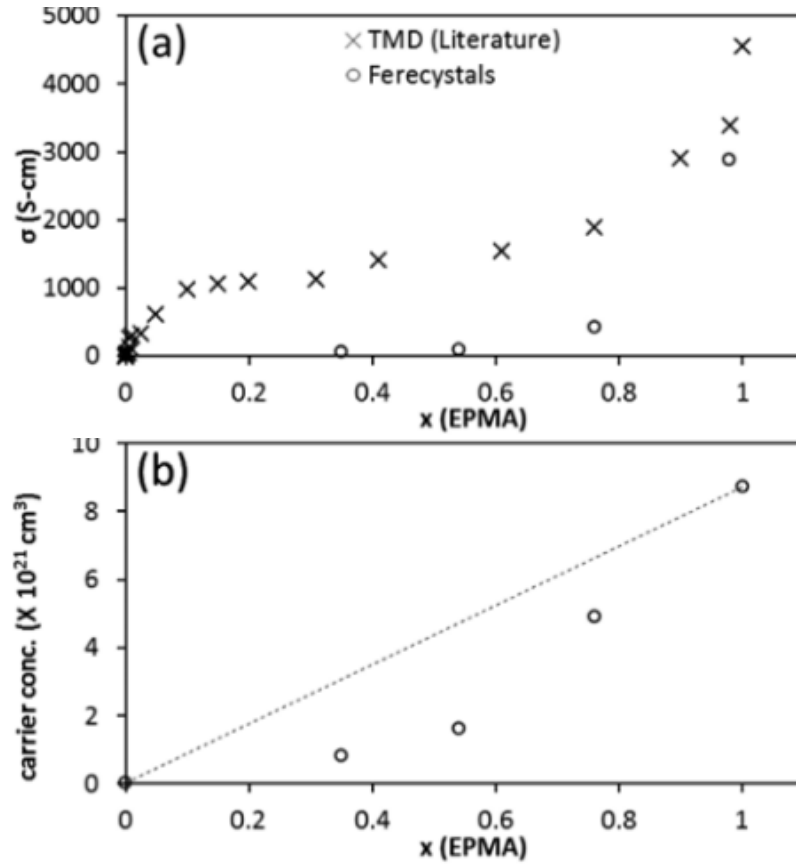 5000
(a)
× TMD (Literature)
○ Ferecystals
4000
3000
σ (S-cm)
2000
1000
0
0 0.2 0.4 0.6 0.8 1
x (EPMA)
10
(b)
8
carrier conc. (X 10²¹ cm³)
6
4
2
0
0 0.2 0.4 0.6 0.8 1
x (EPMA)